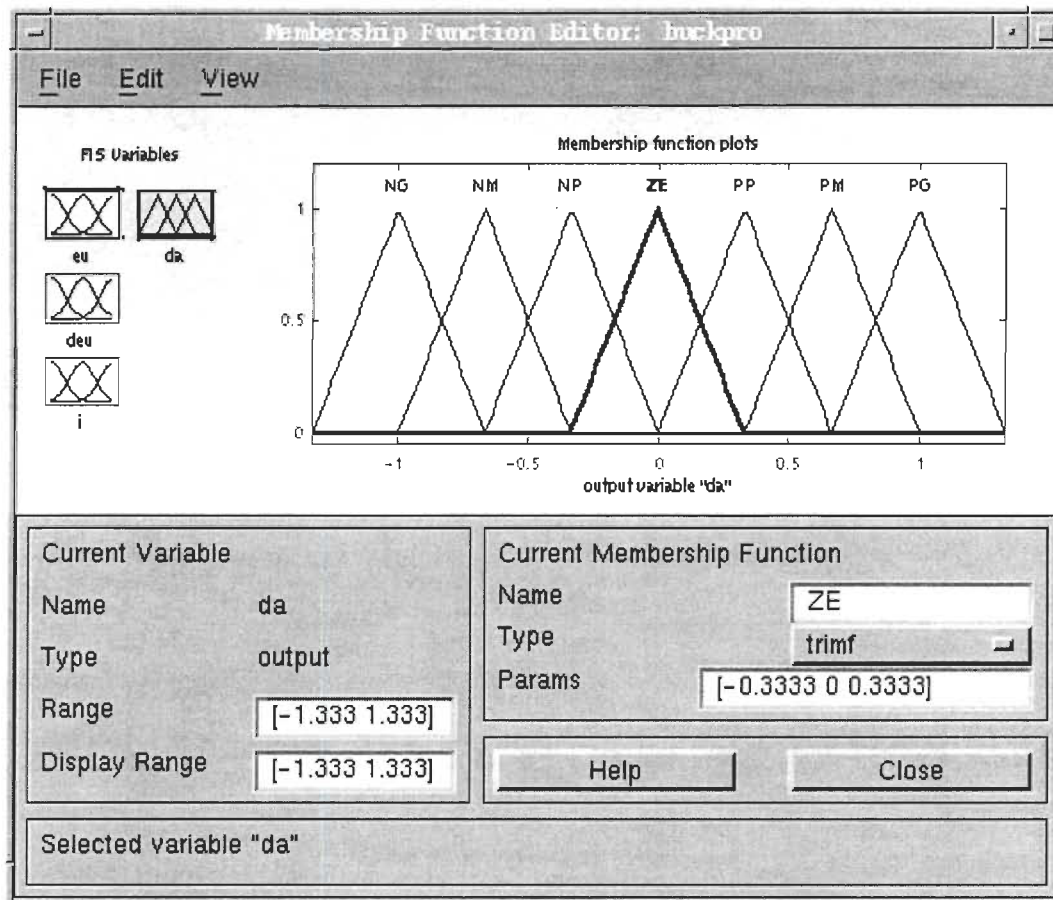 Membership Function Editor: buckpro
File Edit View
FIS Variables
eu
da
deu
i
Membership function plots
NG NM NP ZE PP PM PG
1
0.5
0
-1 -0.5 0 0.5 1
output variable "da"
Current Variable
Name da
Type output
Range [-1.333 1.333]
Display Range [-1.333 1.333]
Current Membership Function
Name ZE
Type trimf
Params [-0.3333 0 0.3333]
Help Close
Selected variable "da"